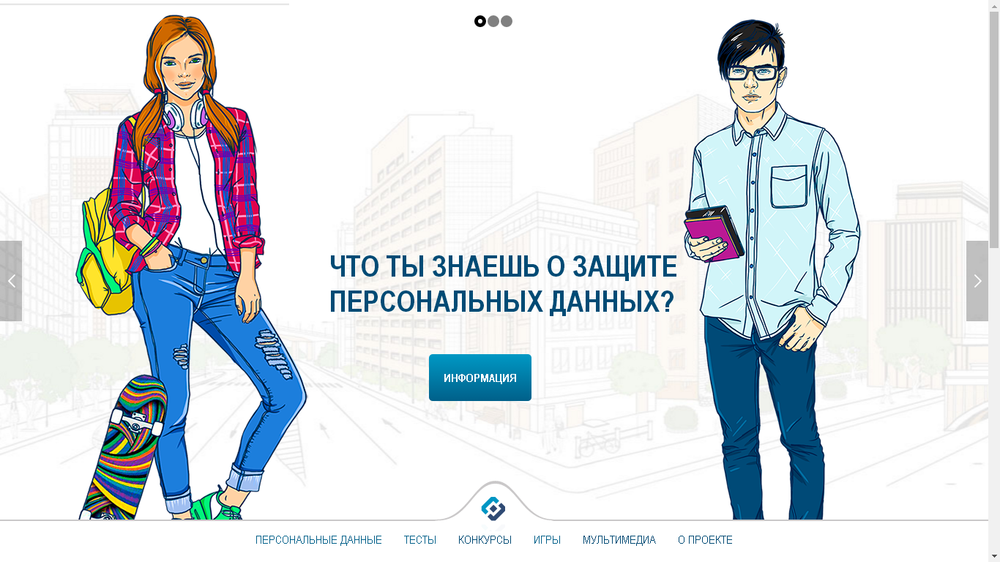 ЧТО ТЫ ЗНАЕШЬ О ЗАЩИТЕ
ПЕРСОНАЛЬНЫХ ДАННЫХ?
ИНФОРМАЦИЯ
ПЕРСОНАЛЬНЫЕ ДАННЫЕ ТЕСТЫ КОНКУРСЫ ИГРЫ МУЛЬТИМЕДИА О ПРОЕКТЕ